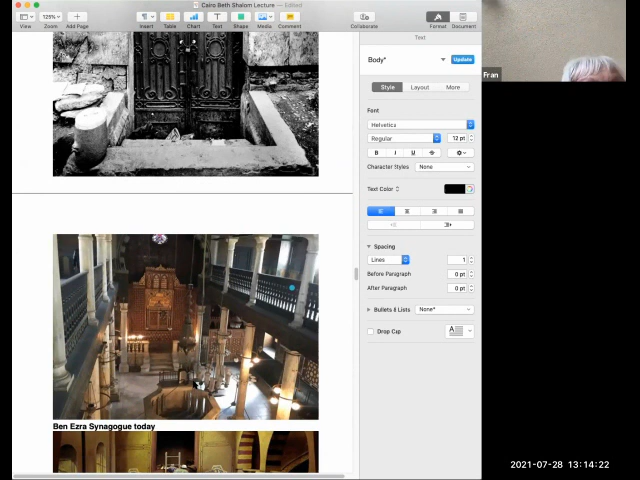 Cairo Beth Shalom Lecture — Edited
125%
View
Zoom
Add Page
Insert
Table
Chart
Text
Shape
Media
Comment
Collaborate
Format
Document
Text
Body*
Update
Style
Layout
More
Font
Helvetica
Regular
12 pt
B
I
U
S
Character Styles
None
Text Color
Spacing
Lines
1
Before Paragraph
0 pt
After Paragraph
0 pt
Bullets & Lists
None*
Drop Cap
A
Ben Ezra Synagogue today
Fran
2021-07-28 13:14:22